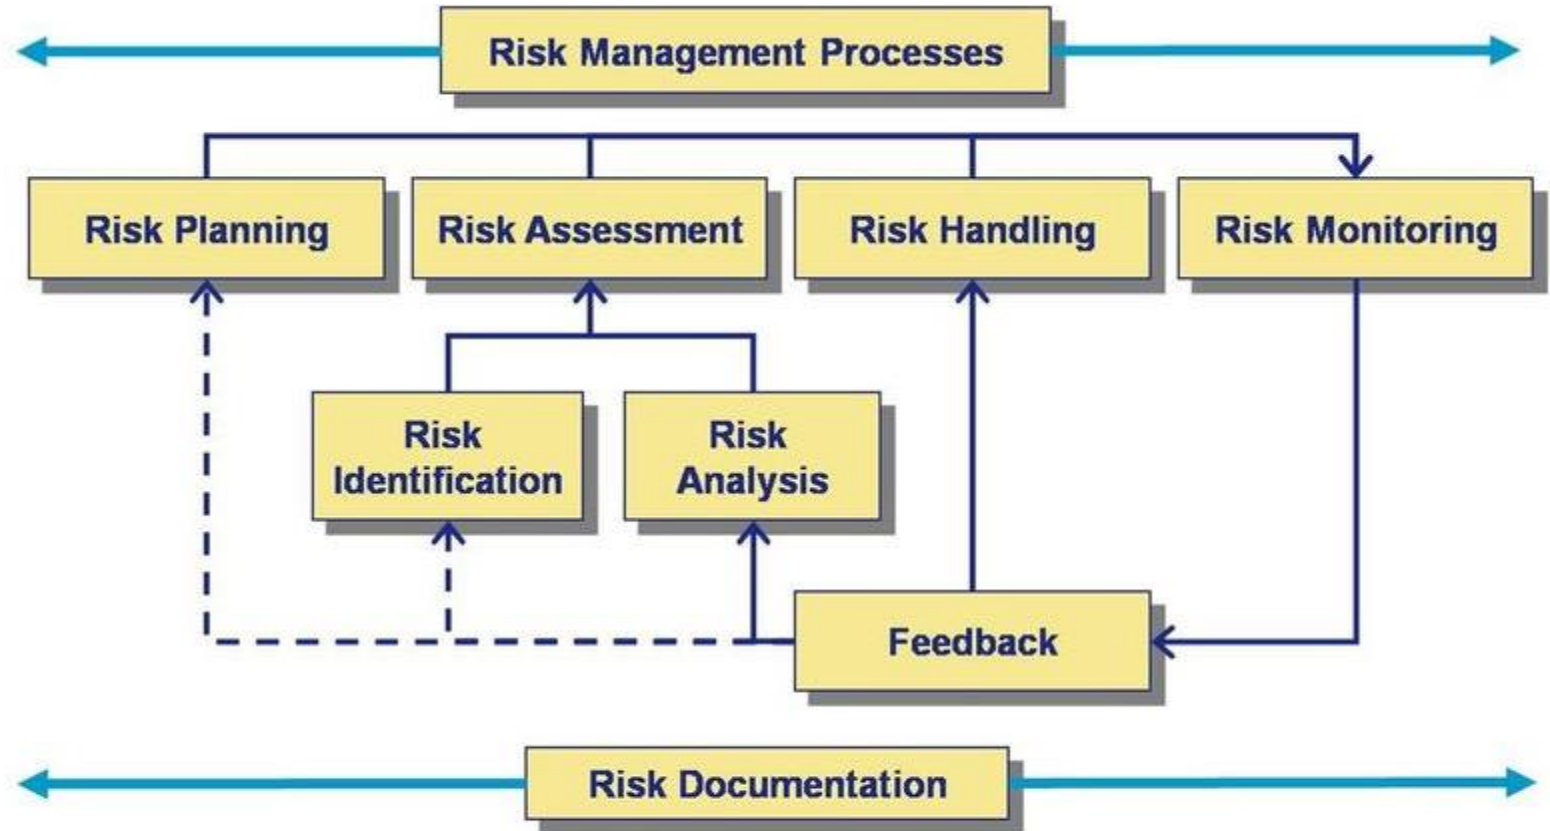 Risk Management Processes
Risk Planning
Risk Assessment
Risk Handling
Risk Monitoring
Risk
Identification
Risk
Analysis
Feedback
Risk Documentation